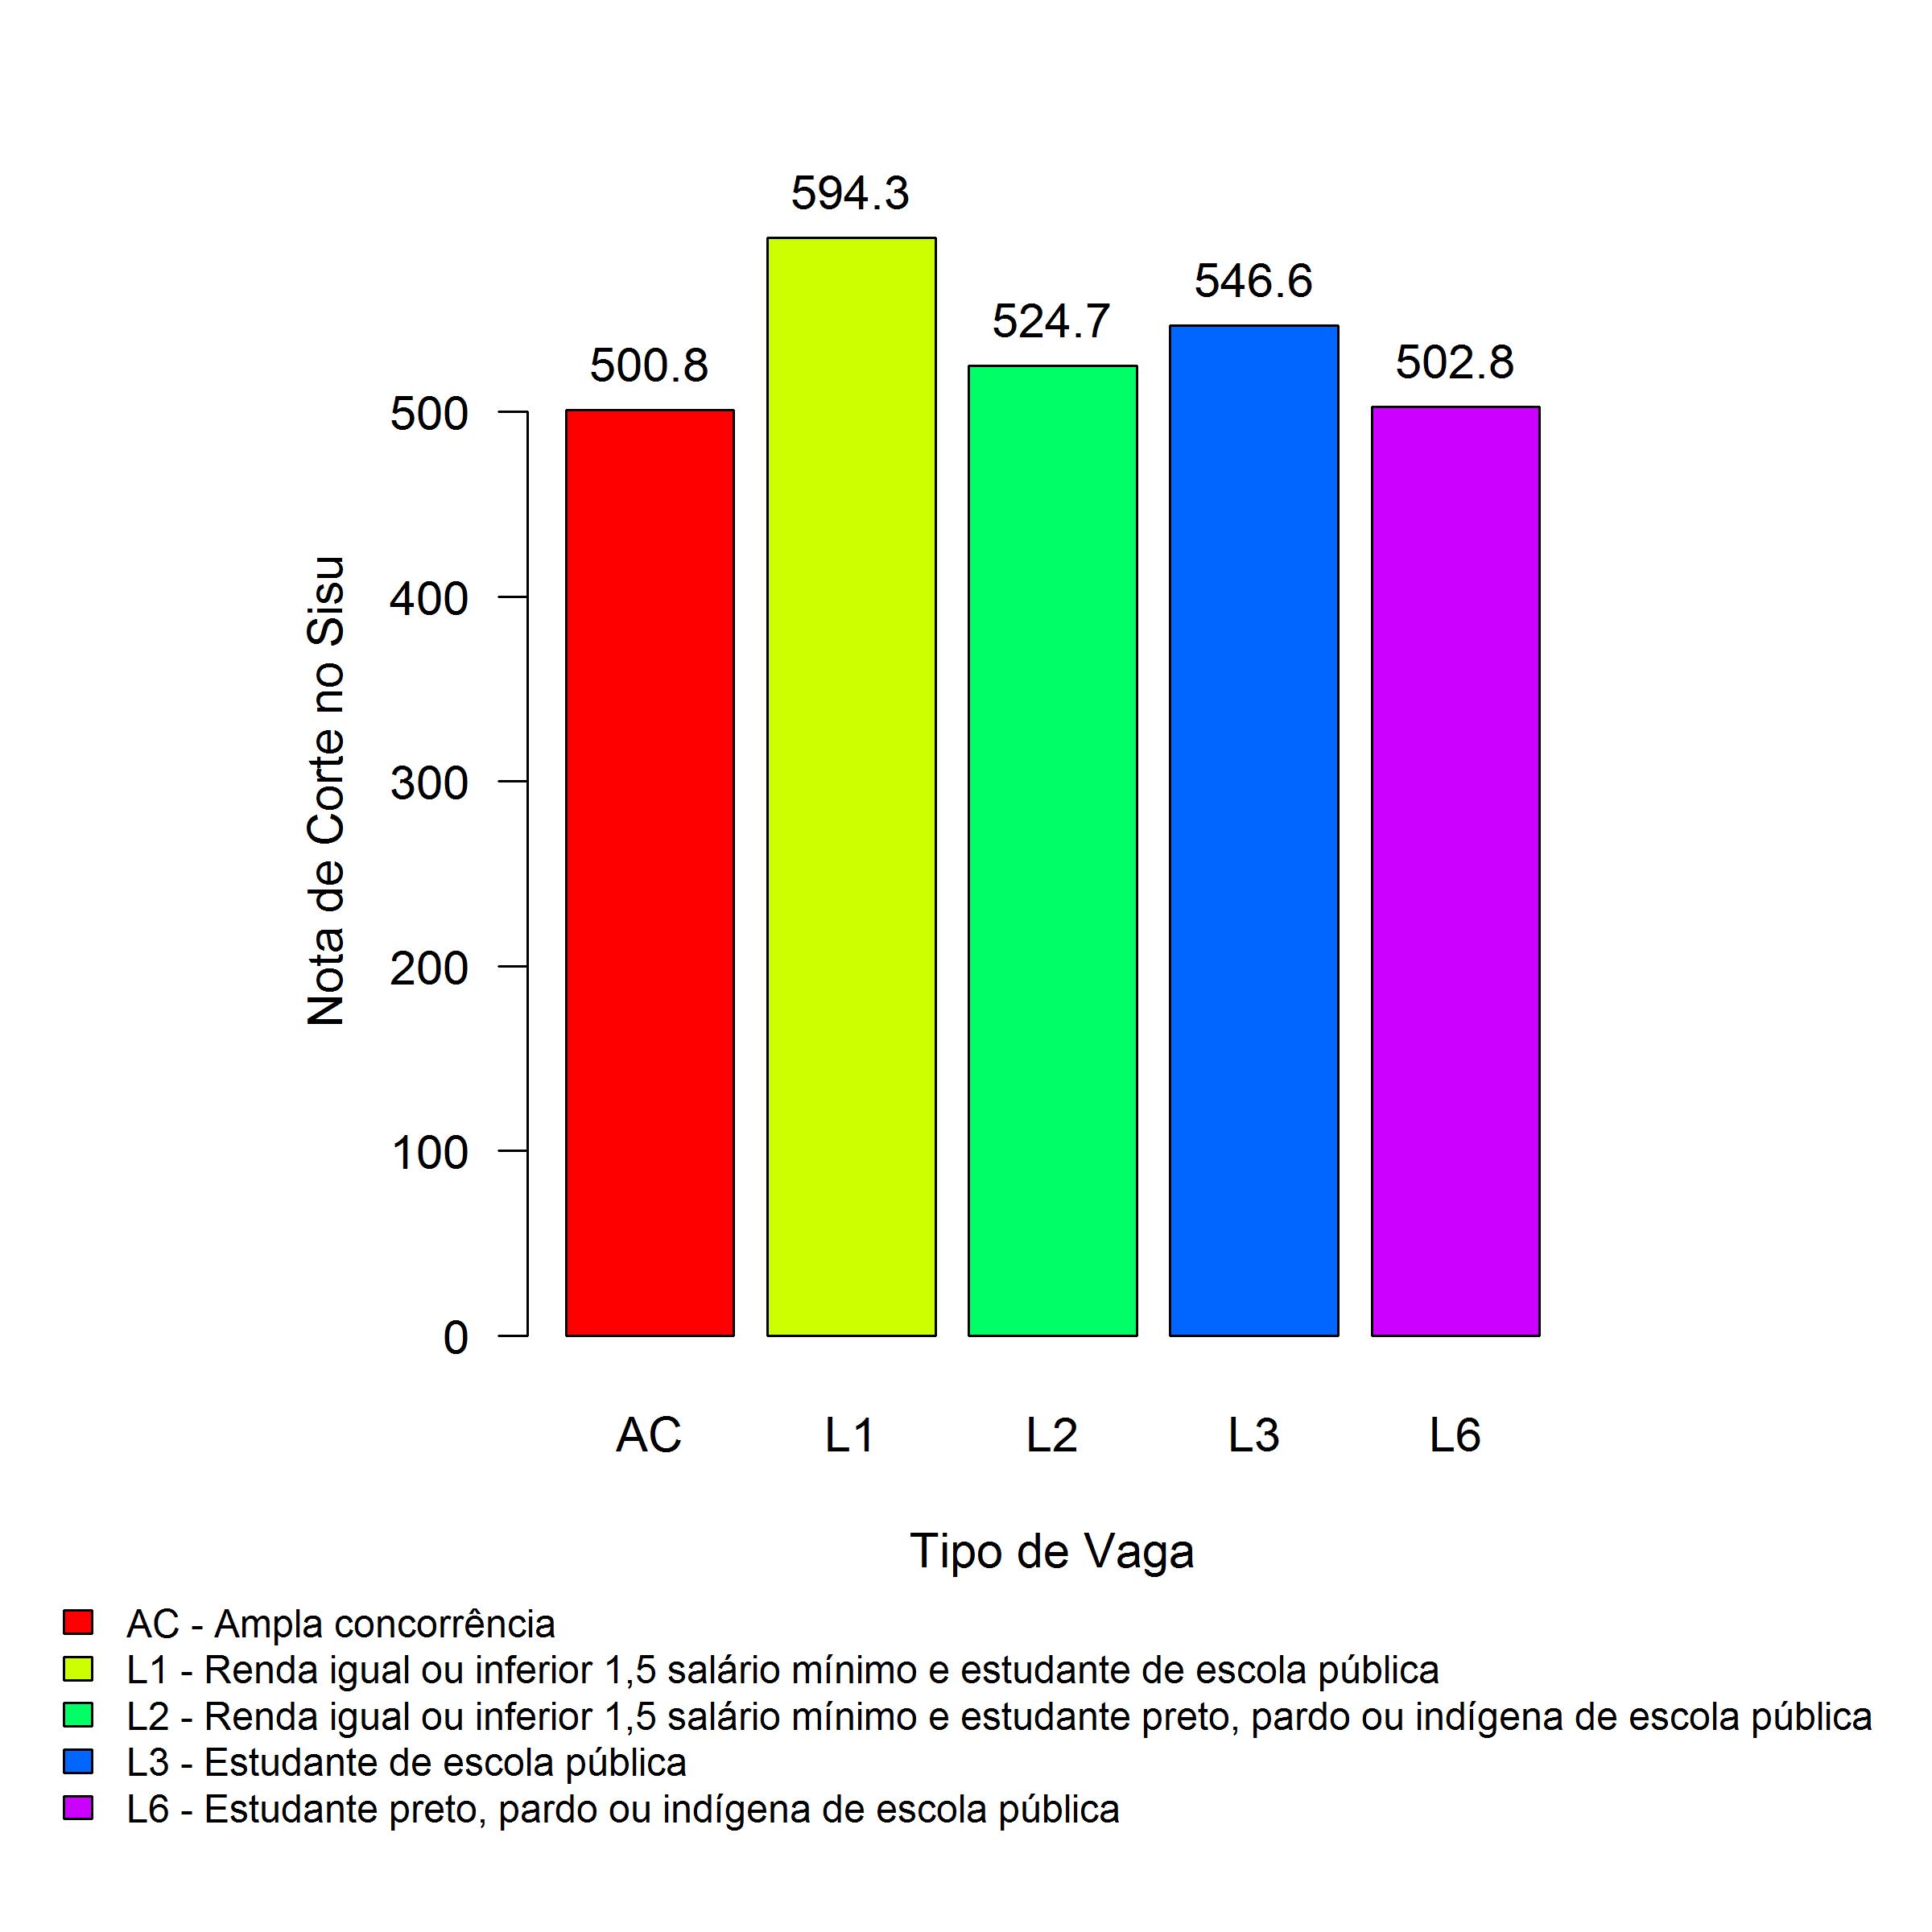 594.3
546.6
524.7
500.8
502.8
500
400
300
200
100
0
Nota de Corte no Sisu
AC L1 L2 L3 L6
Tipo de Vaga
AC - Ampla concorrência
L1 - Renda igual ou inferior 1,5 salário mínimo e estudante de escola pública
L2 - Renda igual ou inferior 1,5 salário mínimo e estudante preto, pardo ou indígena de escola pública
L3 - Estudante de escola pública
L6 - Estudante preto, pardo ou indígena de escola pública